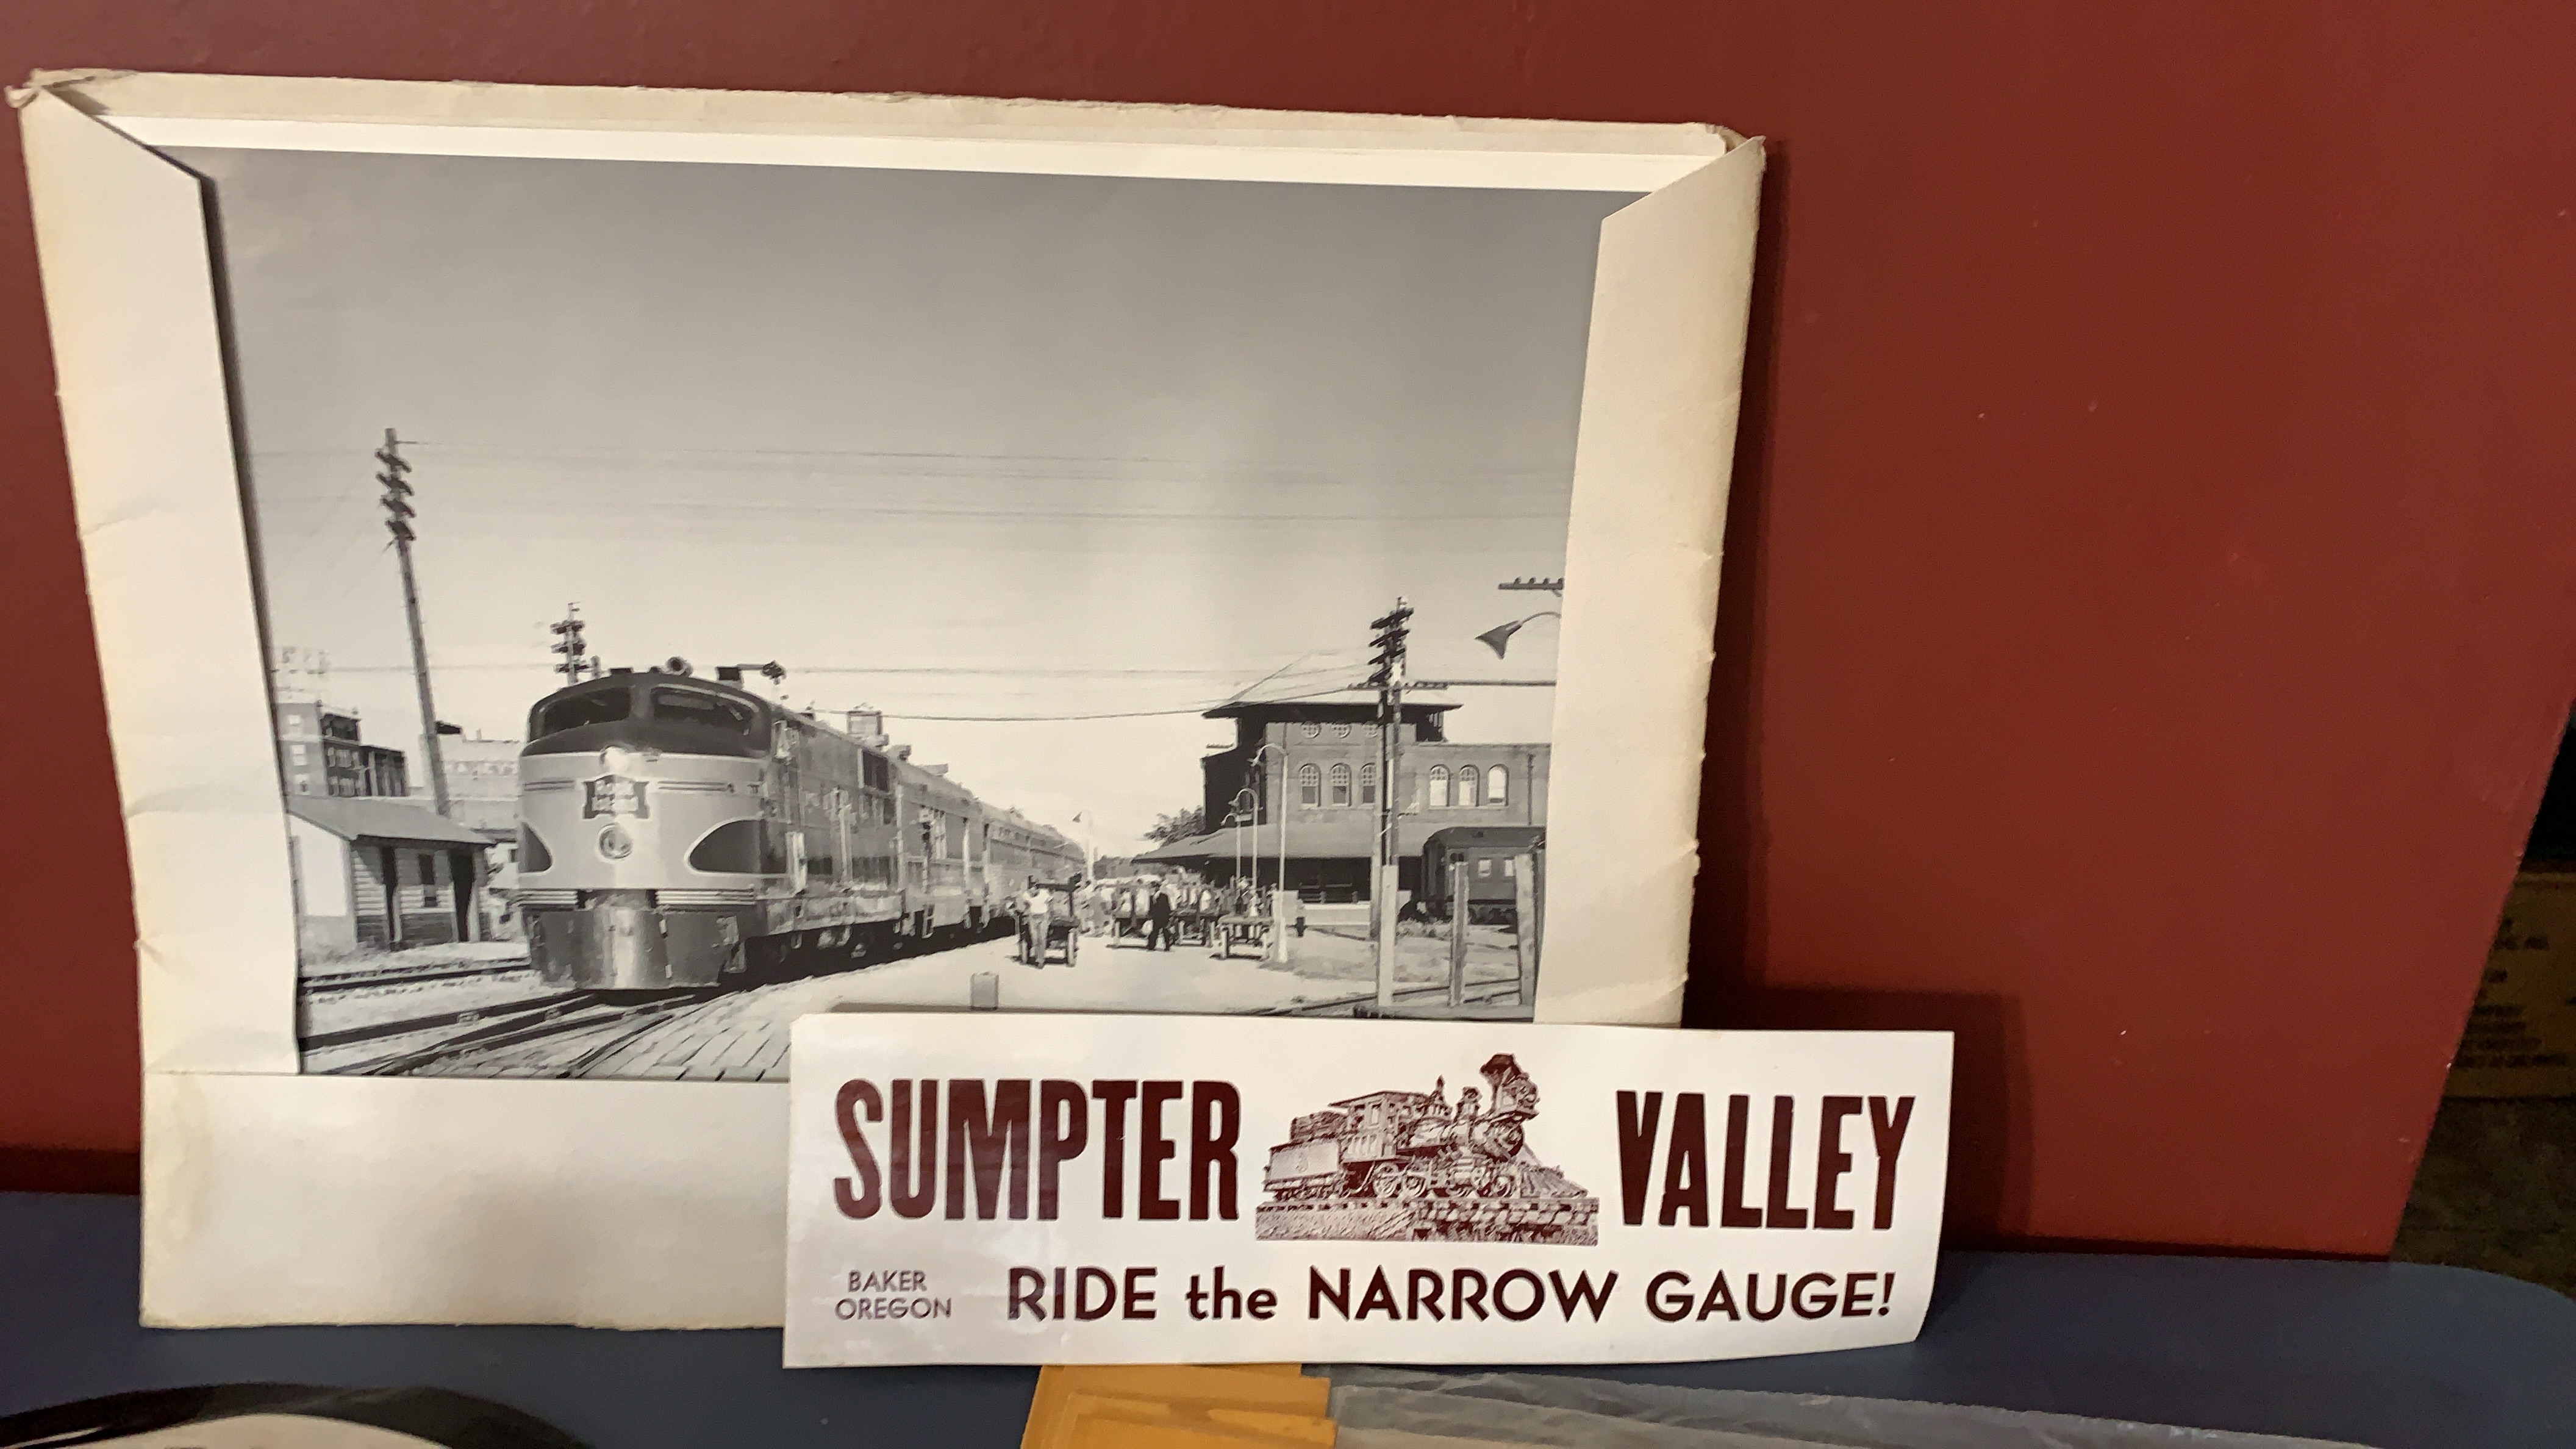 SUMPTER VALLEY
BAKER
OREGON
RIDE the NARROW GAUGE!